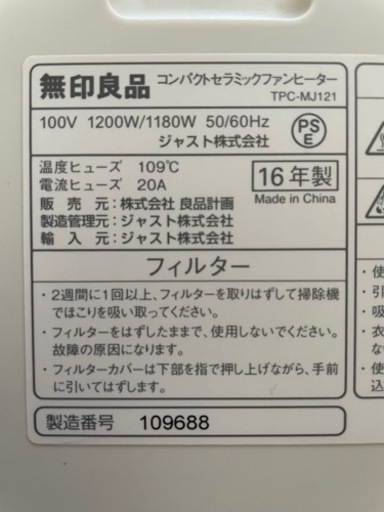 無印良品 コンパクトセラミックファンヒーター
TPC-MJ121
100V 1200W/1180W 50/60Hz
ジャスト株式会社
PS
E
温度ヒューズ 109℃
電流ヒューズ 20A
販売元:株式会社 良品計画
製造管理元:ジャスト株式会社
輸入元:ジャスト株式会社
16年製
Made in China
フィルター
・2週間に1回以上、フィルターを取りはずして掃除機
でほこりを吸い取ってください。
・フィルターをはずしたままで、使用しないでください。
故障の原因になります。
・フィルターカバーは下部を指で押し上げながら、手前
に引いてはずします。
製造番号 109688
・使
・引
・吸
・衣
な
・使
込